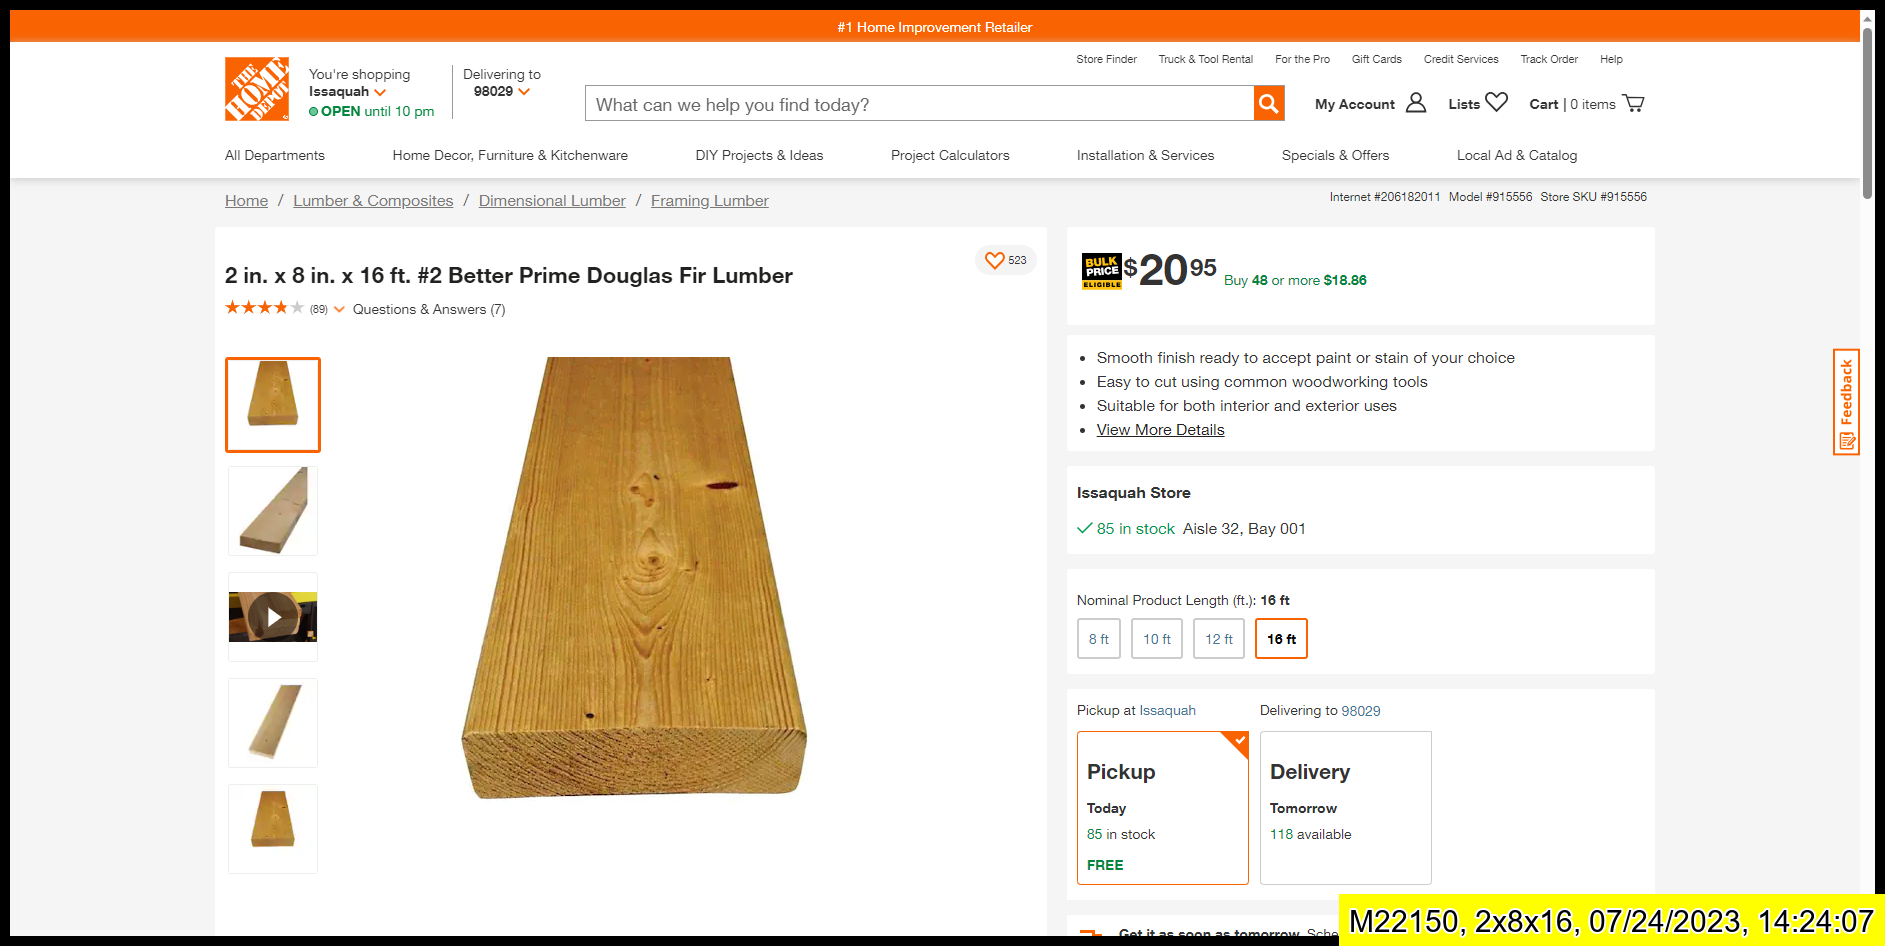 #1 Home Improvement Retailer
Store Finder Truck & Tool Rental For the Pro Gift Cards Credit Services Track Order Help
THE HOME DEPOT
You're shopping
Issaquah
OPEN until 10 pm
Delivering to
98029
What can we help you find today?
My Account Lists Cart | 0 items
All Departments Home Decor, Furniture & Kitchenware DIY Projects & Ideas Project Calculators Installation & Services Specials & Offers Local Ad & Catalog
Home / Lumber & Composites / Dimensional Lumber / Framing Lumber
Internet #206182011 Model #915556 Store SKU #915556
2 in. x 8 in. x 16 ft. #2 Better Prime Douglas Fir Lumber
523
(89) Questions & Answers (7)
BULK PRICE ELIGIBLE
$20 95 Buy 48 or more $18.86
Smooth finish ready to accept paint or stain of your choice
Easy to cut using common woodworking tools
Suitable for both interior and exterior uses
View More Details
Feedback
Issaquah Store
85 in stock Aisle 32, Bay 001
Nominal Product Length (ft.): 16 ft
8 ft 10 ft 12 ft 16 ft
Pickup at Issaquah
Delivering to 98029
Pickup
Today
85 in stock
FREE
Delivery
Tomorrow
118 available
Get it as soon as tomorrow. Sche
M22150, 2x8x16, 07/24/2023, 14:24:07